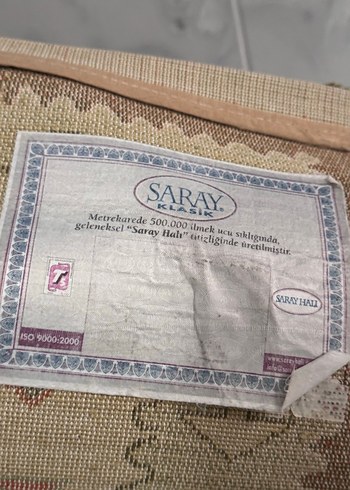 SARAY
KLASİK
Metrekarede 500.000 ilmek ucu sıklığında,
geleneksel "Saray Halı" titizliğinde üretilmiştir.
SARAY HALI
ISO 9000:2000